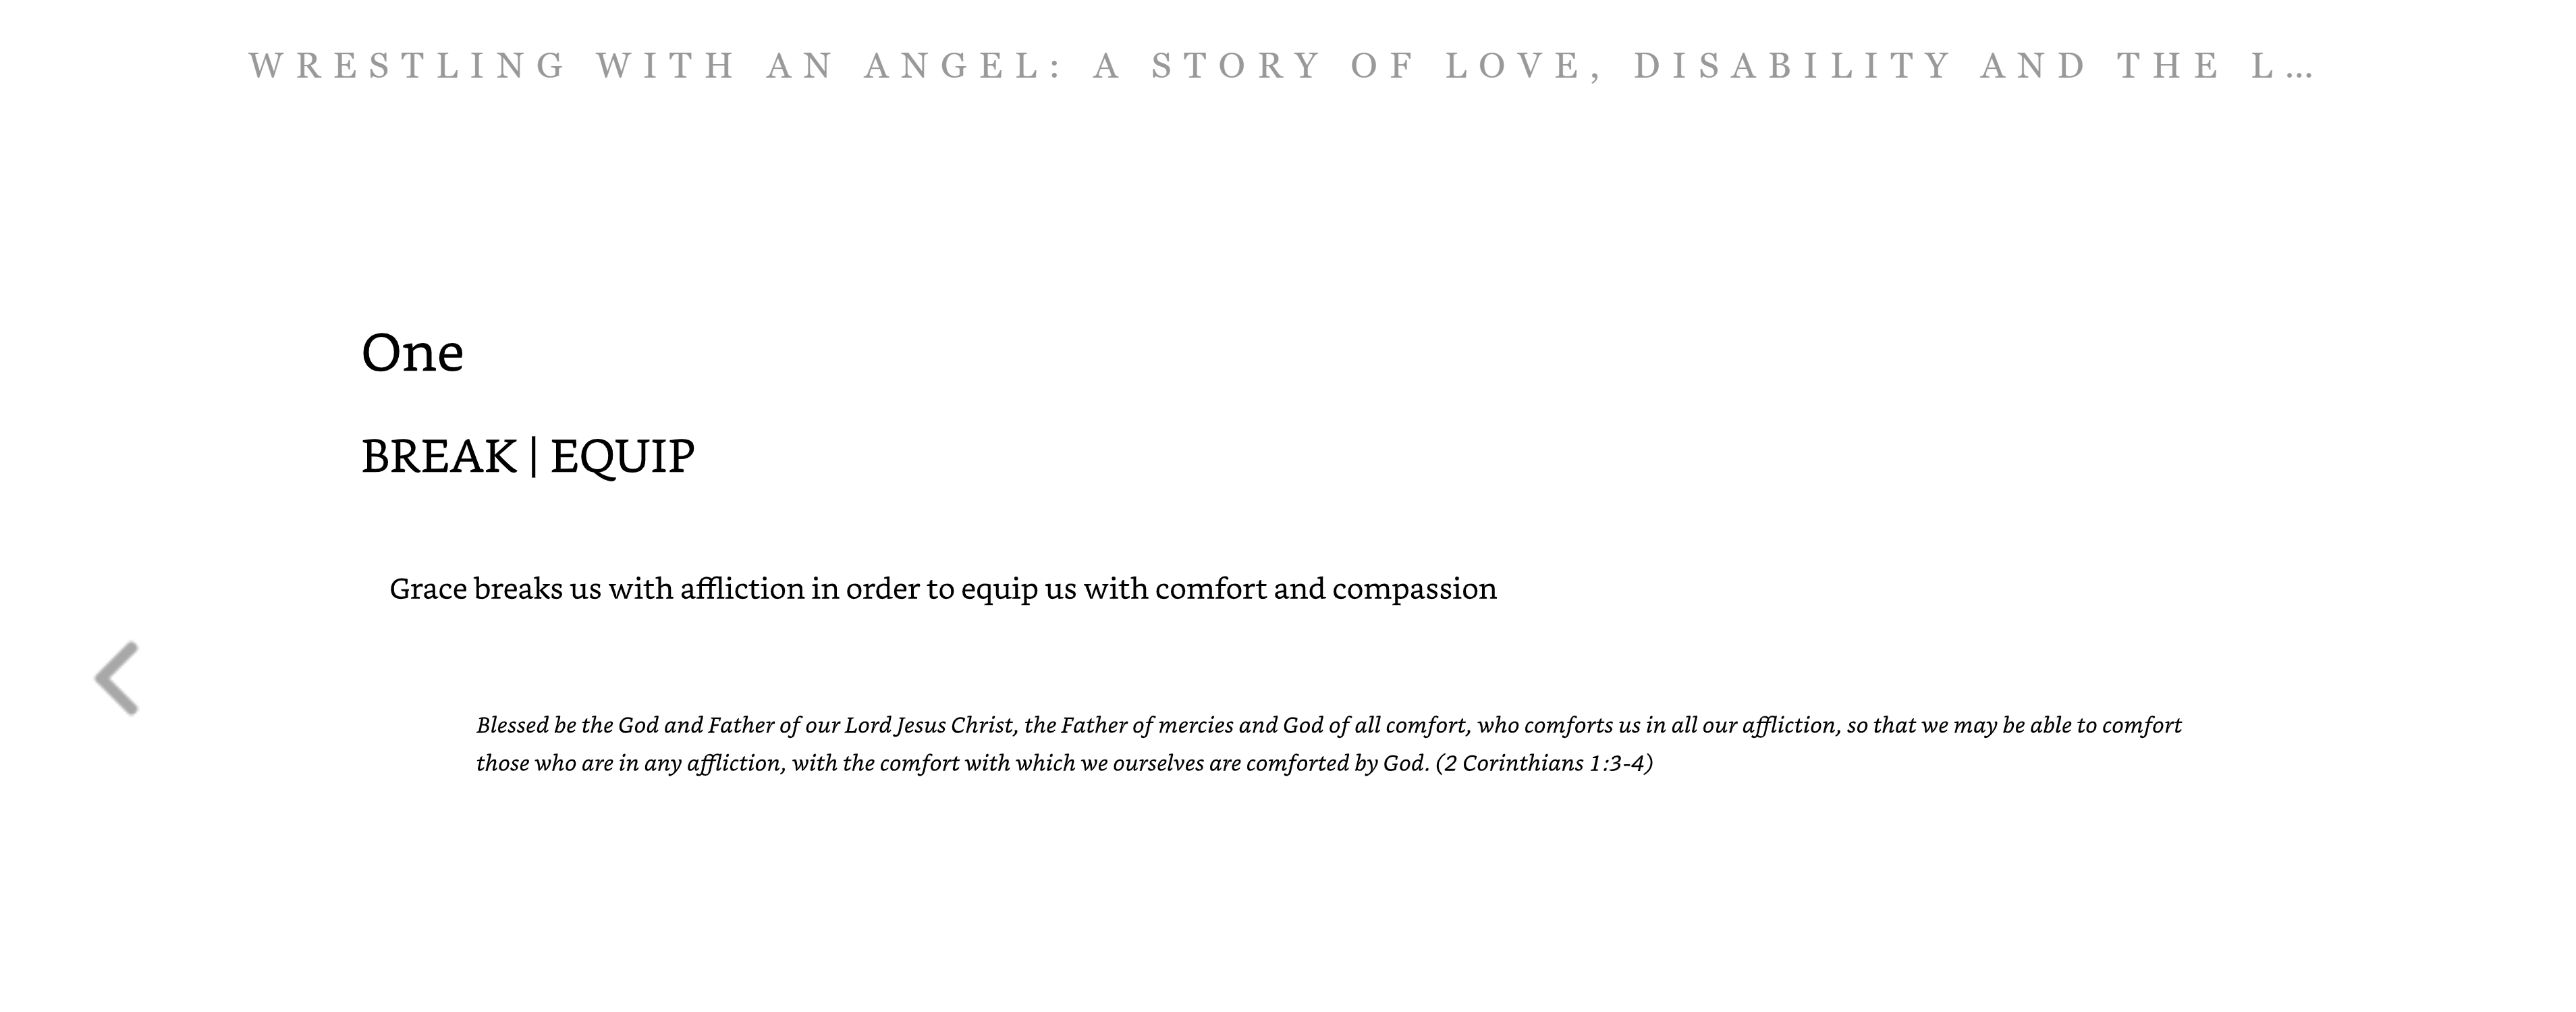 WRESTLING WITH AN ANGEL: A STORY OF LOVE, DISABILITY AND THE L...
One
BREAK | EQUIP
Grace breaks us with affliction in order to equip us with comfort and compassion
Blessed be the God and Father of our Lord Jesus Christ, the Father of mercies and God of all comfort, who comforts us in all our affliction, so that we may be able to comfort
those who are in any affliction, with the comfort with which we ourselves are comforted by God. (2 Corinthians 1:3-4)